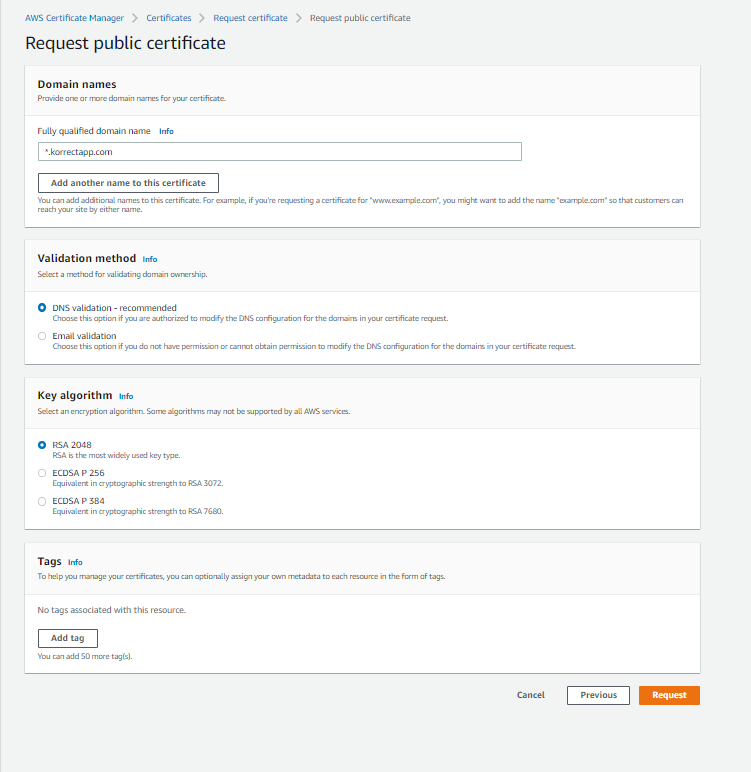 AWS Certificate Manager > Certificates > Request certificate > Request public certificate
Request public certificate
Domain names
Provide one or more domain names for your certificate.
Fully qualified domain name Info
*.korrectapp.com
Add another name to this certificate
You can add additional names to this certificate. For example, if you're requesting a certificate for "www.example.com", you might want to add the name "example.com" so that customers can
reach your site by either name.
Validation method Info
Select a method for validating domain ownership.
DNS validation - recommended
Choose this option if you are authorized to modify the DNS configuration for the domains in your certificate request.
Email validation
Choose this option if you do not have permission or cannot obtain permission to modify the DNS configuration for the domains in your certificate request.
Key algorithm Info
Select an encryption algorithm. Some algorithms may not be supported by all AWS services.
RSA 2048
RSA is the most widely used key type.
ECDSA P 256
Equivalent in cryptographic strength to RSA 3072.
ECDSA P 384
Equivalent in cryptographic strength to RSA 7680.
Tags Info
To help you manage your certificates, you can optionally assign your own metadata to each resource in the form of tags.
No tags associated with this resource.
Add tag
You can add 50 more tag(s).
Cancel Previous Request